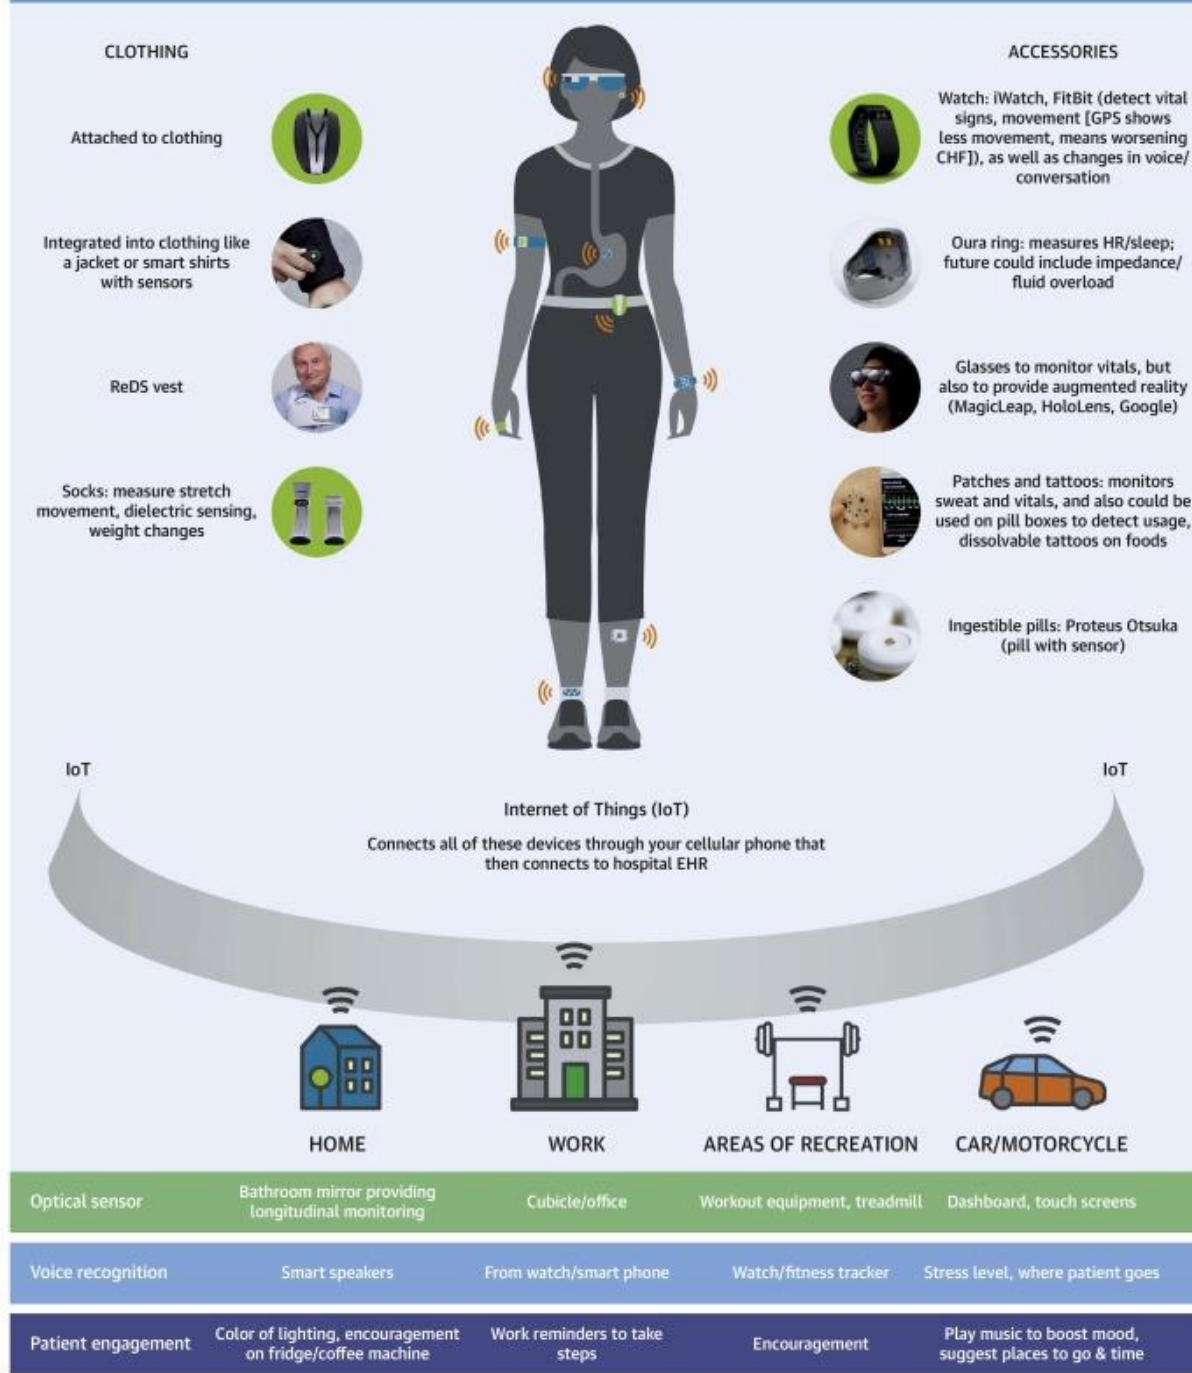 CLOTHING
Attached to clothing
Integrated into clothing like
a jacket or smart shirts
with sensors
ReDS vest
Socks: measure stretch
movement, dielectric sensing,
weight changes
ACCESSORIES
Watch: iWatch, FitBit (detect vital
signs, movement [GPS shows
less movement, means worsening
CHF]), as well as changes in voice/
conversation
Oura ring: measures HR/sleep;
future could include impedance/
fluid overload
Glasses to monitor vitals, but
also to provide augmented reality
(MagicLeap, HoloLens, Google)
Patches and tattoos: monitors
sweat and vitals, and also could be
used on pill boxes to detect usage,
dissolvable tattoos on foods
Ingestible pills: Proteus Otsuka
(pill with sensor)
IoT
IoT
Internet of Things (IoT)
Connects all of these devices through your cellular phone that
then connects to hospital EHR
HOME
WORK
AREAS OF RECREATION
CAR/MOTORCYCLE
Optical sensor
Bathroom mirror providing
longitudinal monitoring
Cubicle/office
Workout equipment, treadmill
Dashboard, touch screens
Voice recognition
Smart speakers
From watch/smart phone
Watch/fitness tracker
Stress level, where patient goes
Patient engagement
Color of lighting, encouragement
on fridge/coffee machine
Work reminders to take
steps
Encouragement
Play music to boost mood,
suggest places to go & time